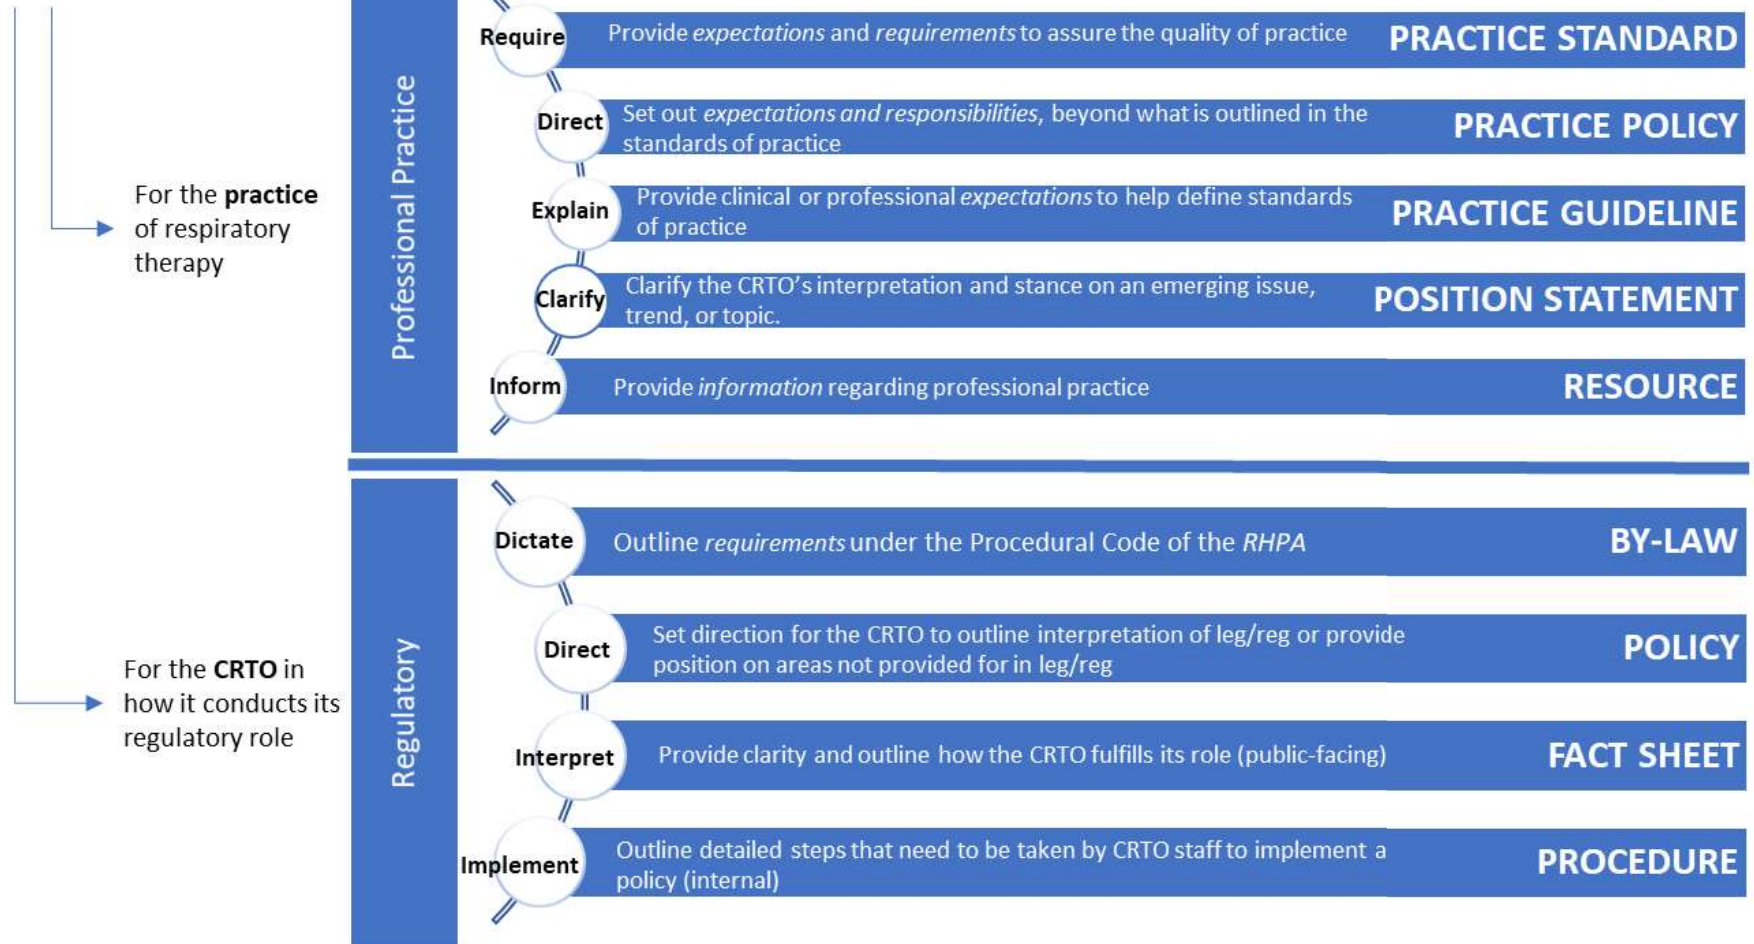 For the practice
of respiratory
therapy
Professional Practice
Require
Provide expectations and requirements to assure the quality of practice
PRACTICE STANDARD
Direct
Set out expectations and responsibilities, beyond what is outlined in the
standards of practice
PRACTICE POLICY
Explain
Provide clinical or professional expectations to help define standards
of practice
PRACTICE GUIDELINE
Clarify
Clarify the CRTO's interpretation and stance on an emerging issue,
trend, or topic.
POSITION STATEMENT
Inform
Provide information regarding professional practice
RESOURCE
For the CRTO in
how it conducts its
regulatory role
Regulatory
Dictate
Outline requirements under the Procedural Code of the RHPA
BY-LAW
Direct
Set direction for the CRTO to outline interpretation of leg/reg or provide
position on areas not provided for in leg/reg
POLICY
Interpret
Provide clarity and outline how the CRTO fulfills its role (public-facing)
FACT SHEET
Implement
Outline detailed steps that need to be taken by CRTO staff to implement a
policy (internal)
PROCEDURE